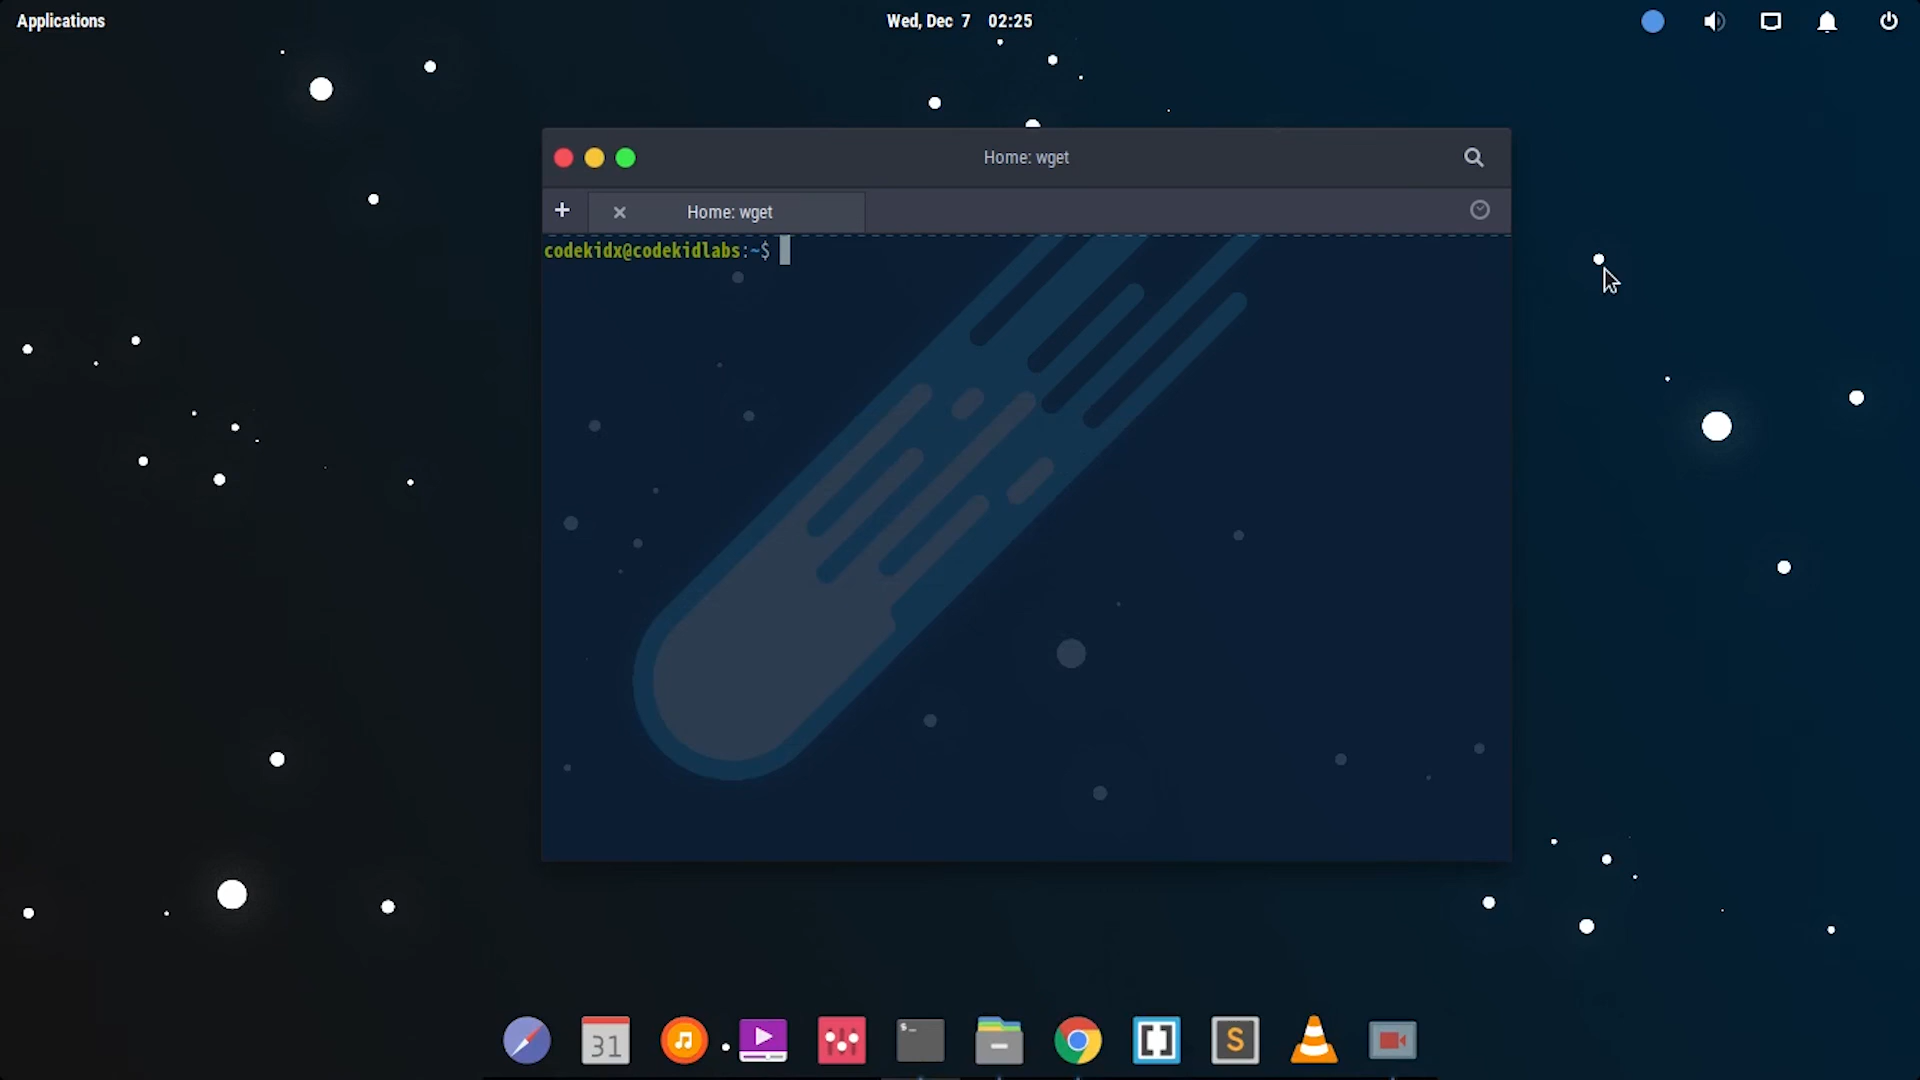 Applications
Wed, Dec 7 02:25
Home: wget
Home: wget
codekidx@codekidlabs:~$
31
$_
S